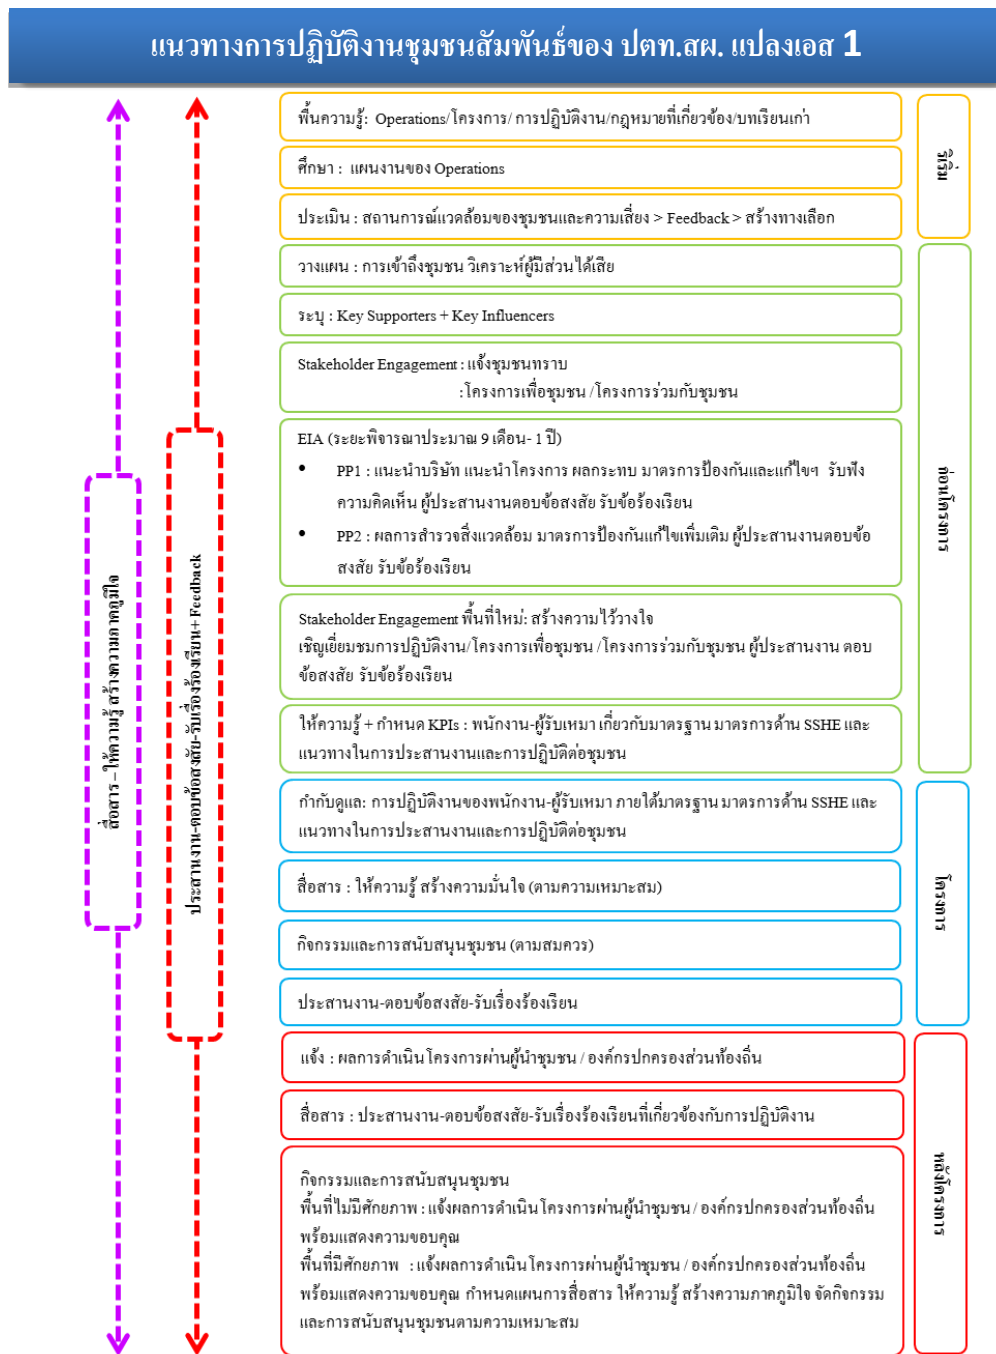 แนวทางการปฏิบัติงานชุมชนสัมพันธ์ของ ปตท.สผ. แปลงเอส 1
พื้นความรู้: Operations/โครงการ/ การปฏิบัติงาน/กฎหมายที่เกี่ยวข้อง/บทเรียนเก่า
ศึกษา : แผนงานของ Operations
ประเมิน : สถานการณ์แวดล้อมของชุมชนและความเสี่ยง > Feedback > สร้างทางเลือก
ริเริ่ม
วางแผน : การเข้าถึงชุมชน วิเคราะห์ผู้มีส่วนได้เสีย
ระบุ : Key Supporters + Key Influencers
Stakeholder Engagement : แจ้งชุมชนทราบ
:โครงการเพื่อชุมชน /โครงการร่วมกับชุมชน
EIA (ระยะพิจารณาประมาณ 9 เดือน- 1 ปี)
• PP1 : แนะนำบริษัท แนะนำโครงการ ผลกระทบ มาตรการป้องกันและแก้ไขฯ รับฟัง
ความคิดเห็น ผู้ประสานงานตอบข้อสงสัย รับข้อร้องเรียน
• PP2 : ผลการสำรวจสิ่งแวดล้อม มาตรการป้องกันแก้ไขเพิ่มเติม ผู้ประสานงานตอบข้อ
สงสัย รับข้อร้องเรียน
Stakeholder Engagement พื้นที่ใหม่: สร้างความไว้วางใจ
เชิญเยี่ยมชมการปฏิบัติงาน/โครงการเพื่อชุมชน /โครงการร่วมกับชุมชน ผู้ประสานงาน ตอบ
ข้อสงสัย รับข้อร้องเรียน
ให้ความรู้ + กำหนด KPIs : พนักงาน-ผู้รับเหมา เกี่ยวกับมาตรฐาน มาตรการด้าน SSHE และ
แนวทางในการประสานงานและการปฏิบัติต่อชุมชน
ก่อนโครงการ
กำกับดูแล: การปฏิบัติงานของพนักงาน-ผู้รับเหมา ภายใต้มาตรฐาน มาตรการด้าน SSHE และ
แนวทางในการประสานงานและการปฏิบัติต่อชุมชน
สื่อสาร : ให้ความรู้ สร้างความมั่นใจ (ตามความเหมาะสม)
กิจกรรมและการสนับสนุนชุมชน (ตามสมควร)
ประสานงาน-ตอบข้อสงสัย-รับเรื่องร้องเรียน
โครงการ
แจ้ง : ผลการดำเนินโครงการผ่านผู้นำชุมชน / องค์กรปกครองส่วนท้องถิ่น
สื่อสาร : ประสานงาน-ตอบข้อสงสัย-รับเรื่องร้องเรียนที่เกี่ยวข้องกับการปฏิบัติงาน
กิจกรรมและการสนับสนุนชุมชน
พื้นที่ไม่มีศักยภาพ : แจ้งผลการดำเนินโครงการผ่านผู้นำชุมชน / องค์กรปกครองส่วนท้องถิ่น
พร้อมแสดงความขอบคุณ
พื้นที่มีศักยภาพ : แจ้งผลการดำเนินโครงการผ่านผู้นำชุมชน / องค์กรปกครองส่วนท้องถิ่น
พร้อมแสดงความขอบคุณ กำหนดแผนการสื่อสาร ให้ความรู้ สร้างความภาคภูมิใจ จัดกิจกรรม
และการสนับสนุนชุมชนตามความเหมาะสม
หลังโครงการ
สื่อสาร – ให้ความรู้ สร้างความภาคภูมิใจ
ประสานงาน-ตอบข้อสงสัย-รับเรื่องร้องเรียน+ Feedback